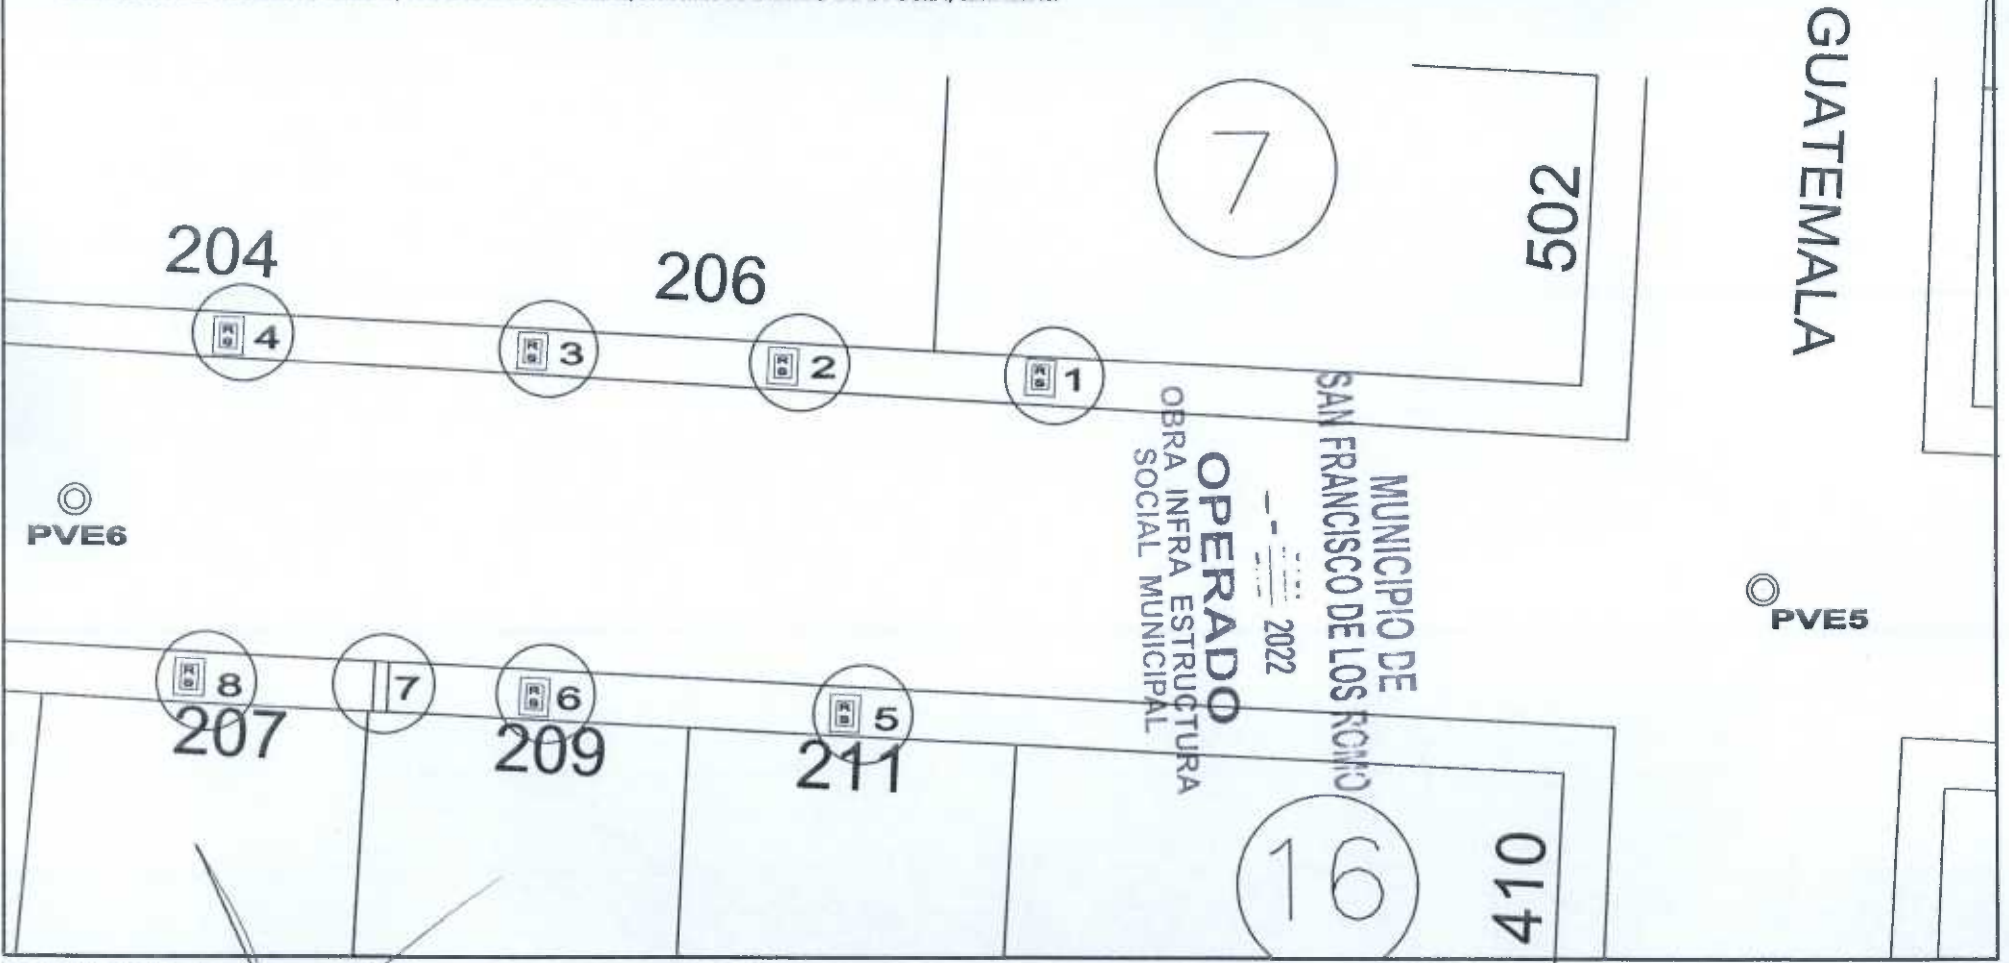 GUATEMALA
7
502
204
206
R
4
R
3
R
2
R
1
MUNICIPIO DE
SAN FRANCISCO DE LOS ROMO
2022
OPERADO
OBRA INFRA ESTRUCTURA
SOCIAL MUNICIPAL
PVE6
PVE5
R
8
7
R
6
R
5
207
209
211
16
410